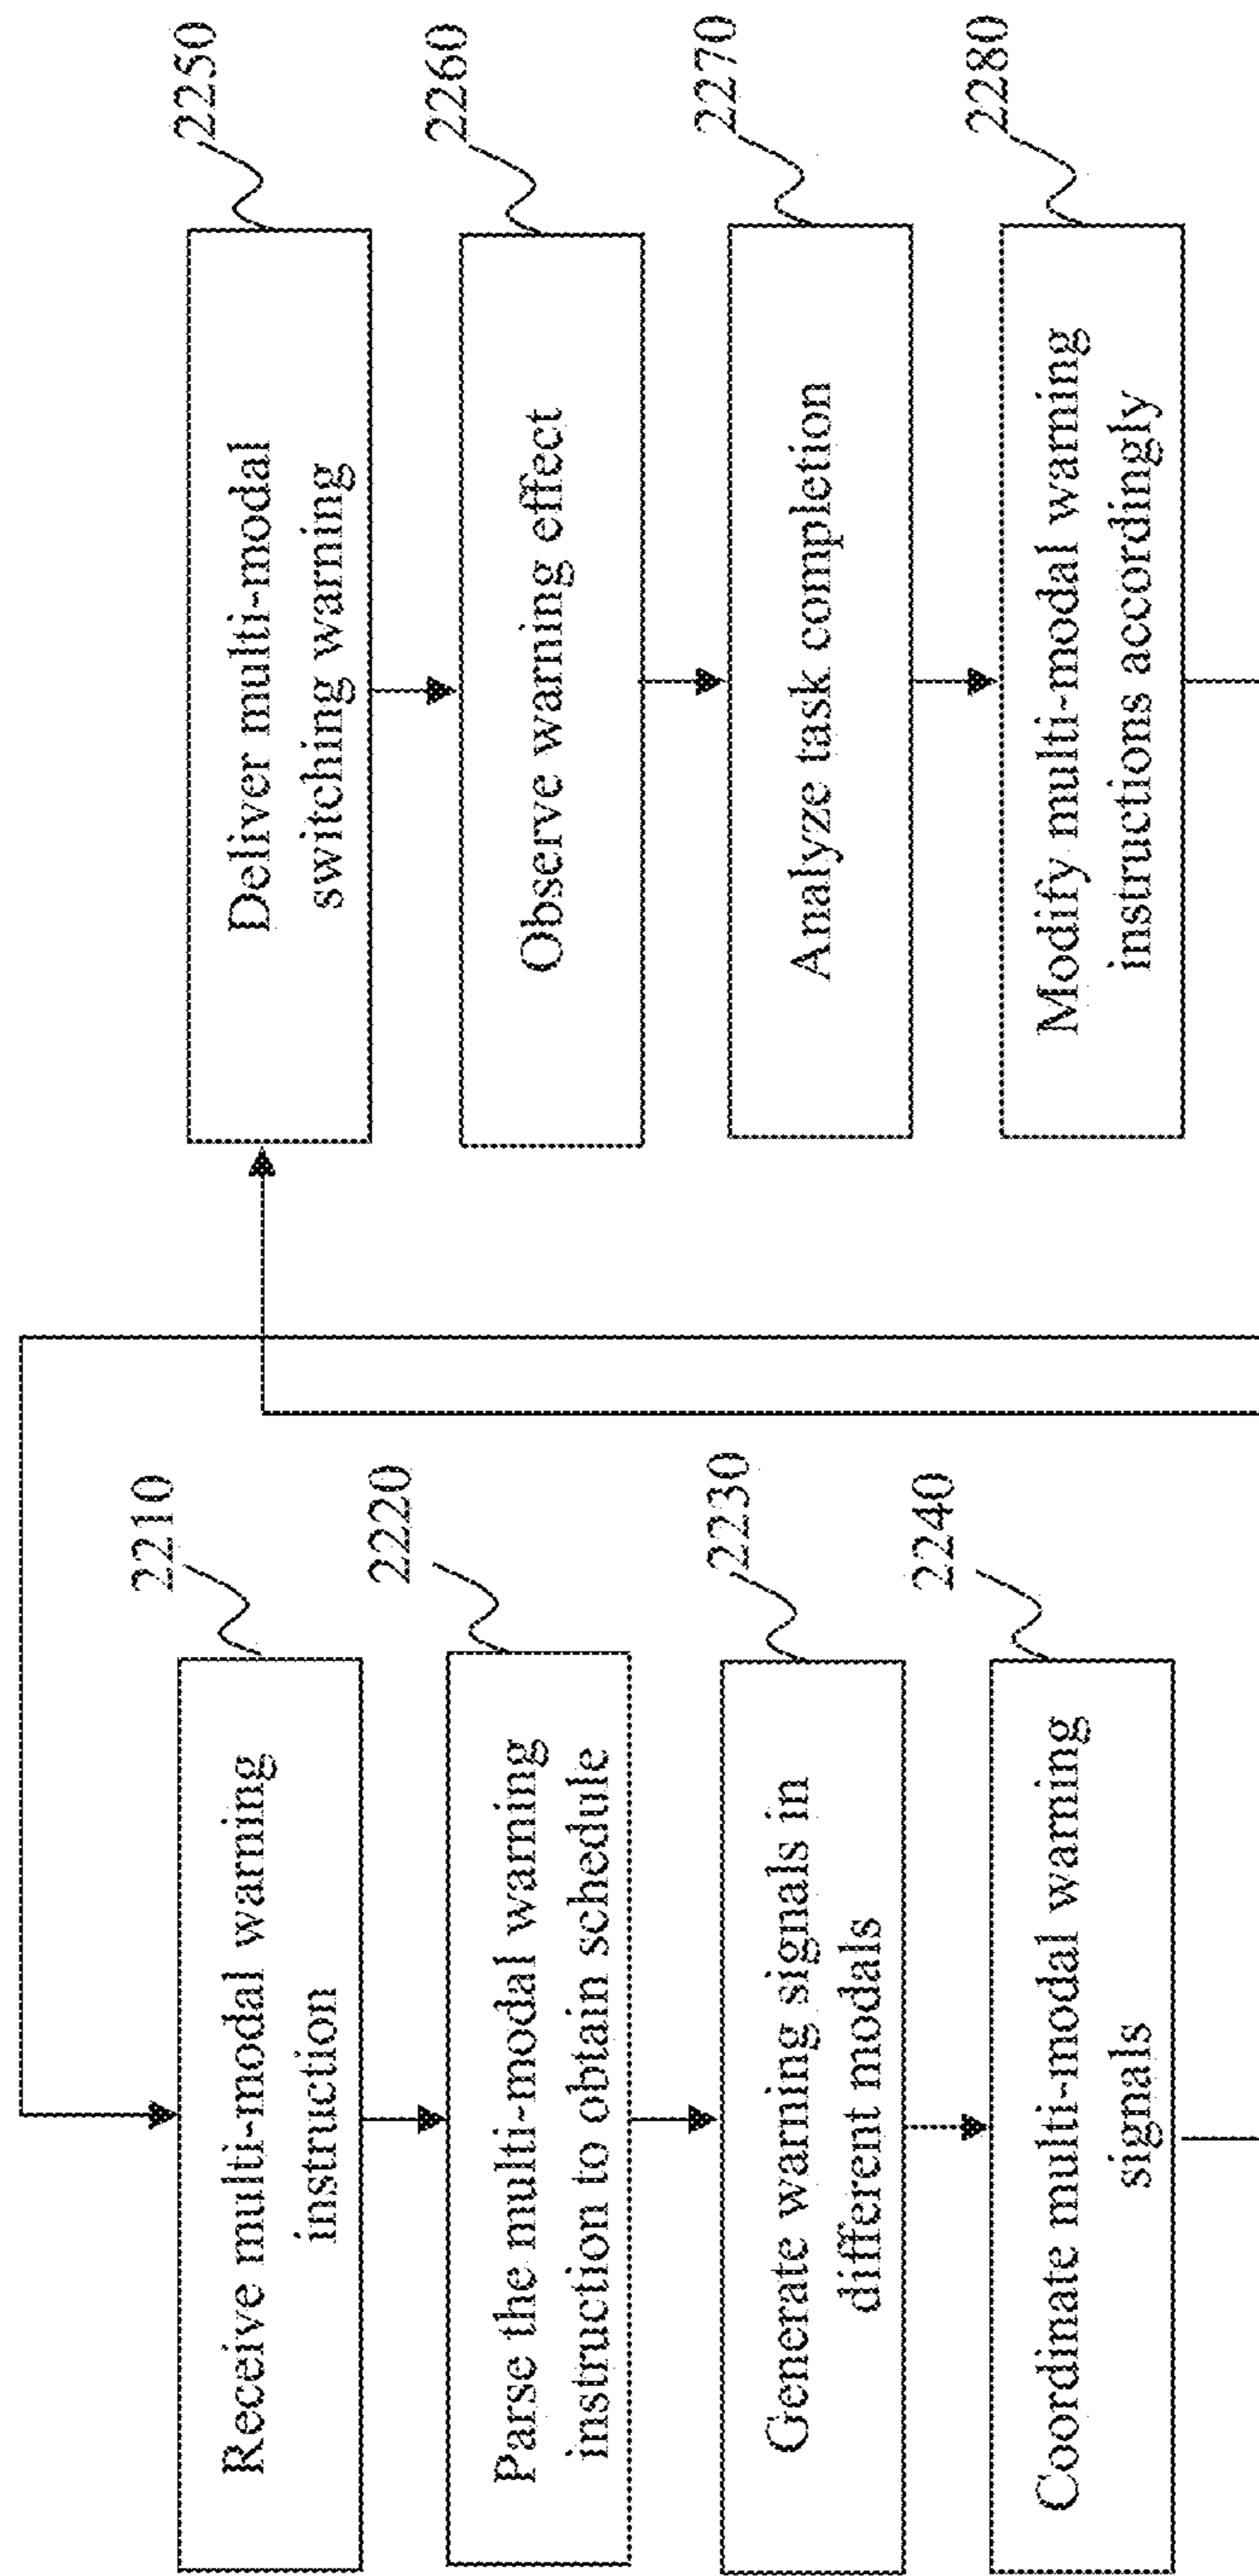 Receive multi-modal warning
instruction
2210
Parse the multi-modal warning
instruction to obtain schedule
2220
Generate warning signals in
different modals
2230
Coordinate multi-modal warning
signals
2240
Deliver multi-modal
switching warning
2250
Observe warning effect
2260
Analyze task completion
2270
Modify multi-modal warning
instructions accordingly
2280